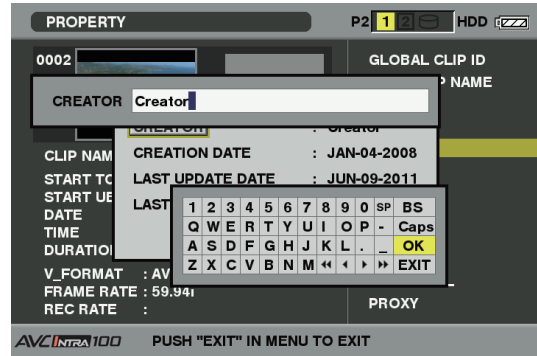 PROPERTY P2 1 2 HDD
0002 GLOBAL CLIP ID
P NAME
CREATOR Creator
CREATOR : Creator
CREATION DATE : JAN-04-2008
CLIP NAM
LAST UPDATE DATE : JUN-09-2011
START TC
START UB
LAST
DATE
TIME
DURATIO
1 2 3 4 5 6 7 8 9 0 SP BS
Q W E R T Y U I O P - Caps
A S D F G H J K L . _ OK
Z X C V B N M ◂◂ ◂ ▸ ▸▸ EXIT
V_FORMAT : AV
FRAME RATE : 59.94i
REC RATE :
PROXY
AVC INTRA 100 PUSH "EXIT" IN MENU TO EXIT